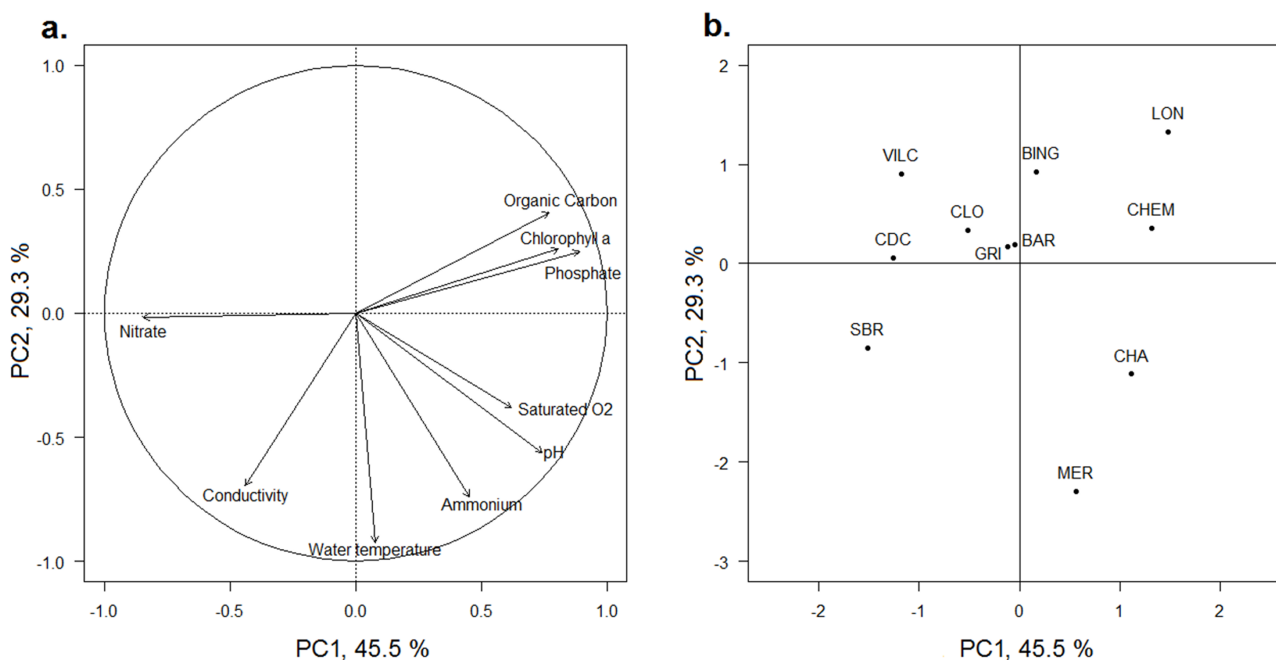 a.
1.0
0.5
0.0
-0.5
-1.0
PC2, 29.3 %
Organic Carbon
Chlorophyll a
Phosphate
Nitrate
Saturated O2
pH
Conductivity
Ammonium
Water temperature
-1.0 -0.5 0.0 0.5 1.0
PC1, 45.5 %
b.
2
1
0
-1
-2
-3
PC2, 29.3 %
LON
VILC
BING
CLO
CHEM
CDC
GRI
BAR
SBR
CHA
MER
-2 -1 0 1 2
PC1, 45.5 %